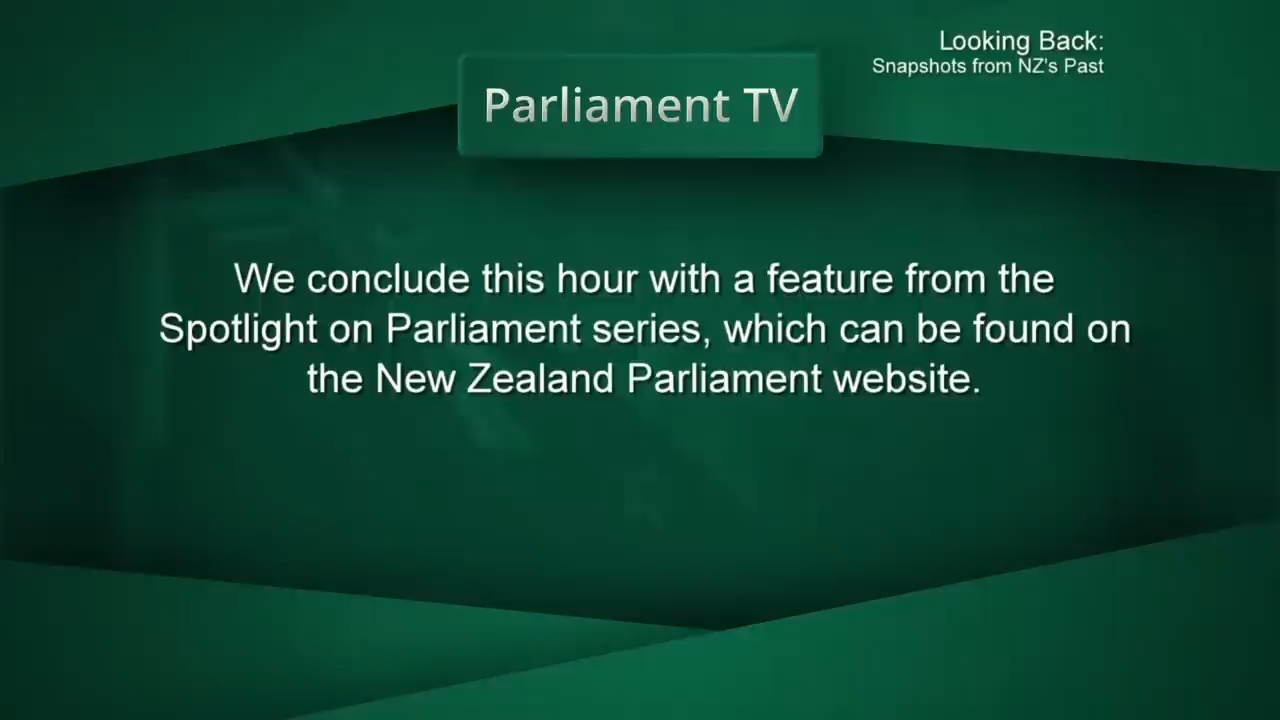 Looking Back:
Snapshots from NZ's Past
Parliament TV
We conclude this hour with a feature from the
Spotlight on Parliament series, which can be found on
the New Zealand Parliament website.